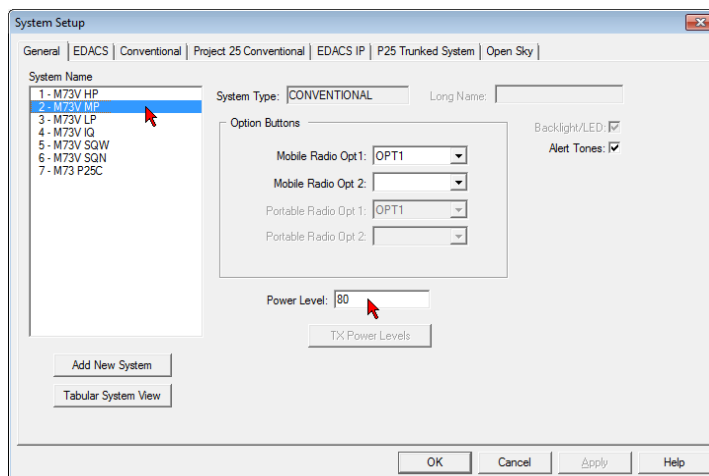 System Setup
General EDACS Conventional Project 25 Conventional EDACS IP P25 Trunked System Open Sky
System Name
1 - M73V HP
2 - M73V MP
3 - M73V LP
4 - M73V IQ
5 - M73V SQW
6 - M73V SQN
7 - M73 P25C
System Type: CONVENTIONAL Long Name:
Option Buttons
Backlight/LED:
Alert Tones:
Mobile Radio Opt1: OPT1
Mobile Radio Opt 2:
Portable Radio Opt 1: OPT1
Portable Radio Opt 2:
Power Level: 80
TX Power Levels
Add New System
Tabular System View
OK Cancel Apply Help